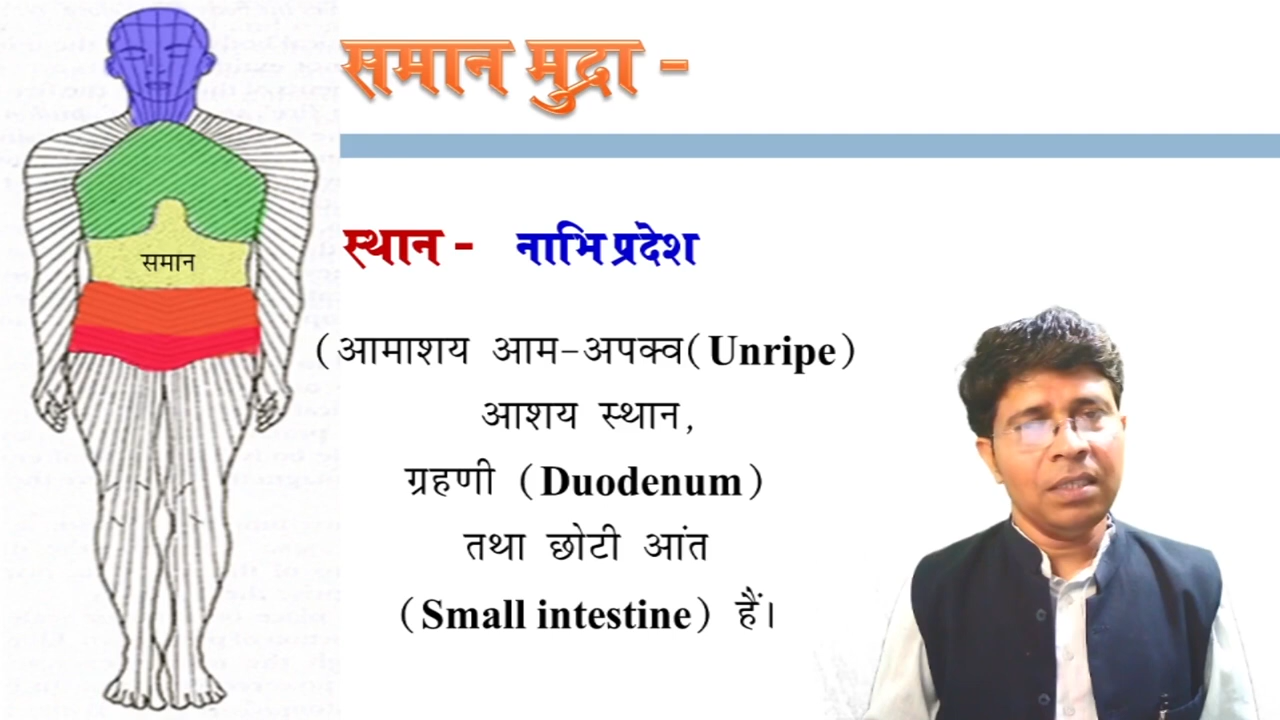 समान मुद्रा -
समान
स्थान - नाभि प्रदेश
(आमाशय आम-अपक्व(Unripe)
आशय स्थान,
ग्रहणी (Duodenum)
तथा छोटी आंत
(Small intestine) हैं।